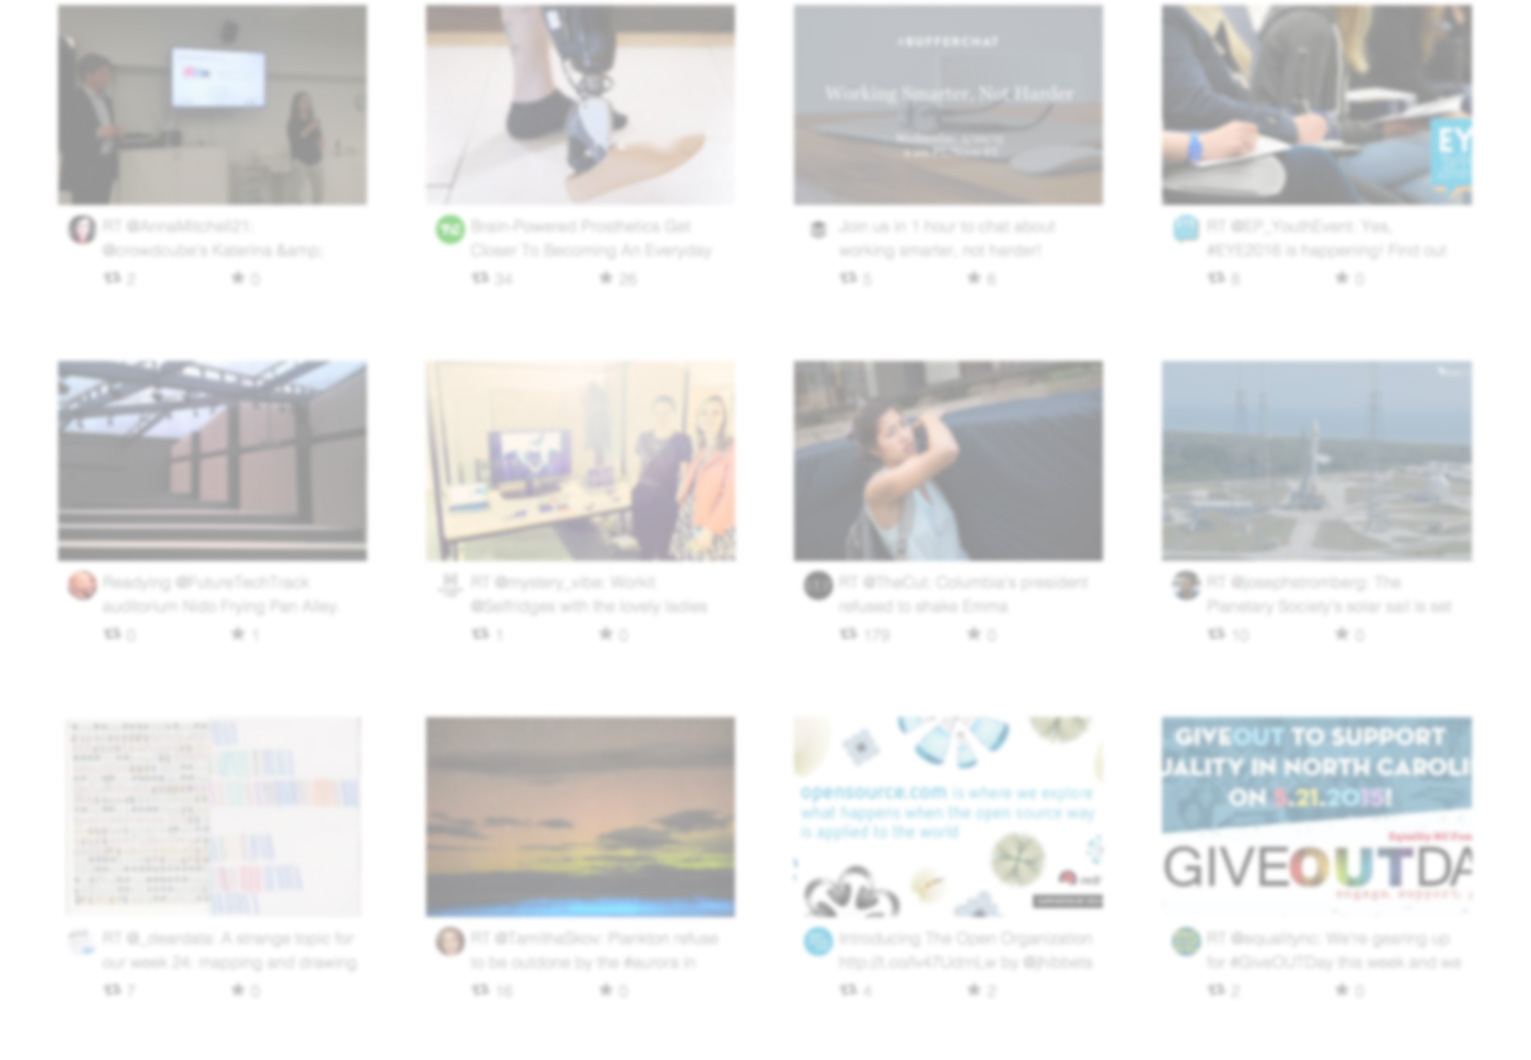 #BUFFERCHAT
Working Smarter, Not Harder
EY
RT @AnnaMitchell21:
@crowdcube's Katerina &amp;
2 0
Brain-Powered Prosthetics Get
Closer To Becoming An Everyday
34 26
Join us in 1 hour to chat about
working smarter, not harder!
5 6
RT @EP_YouthEvent: Yes,
#EYE2016 is happening! Find out
8 0
Readying @FutureTechTrack
auditorium Nido Frying Pan Alley.
0 1
RT @mystery_vibe: Workit
@Selfridges with the lovely ladies
1 0
RT @TheCut: Columbia's president
refused to shake Emma
179 0
RT @josephstromberg: The
Planetary Society's solar sail is set
10 0
opensource.com is where we explore
what happens when the open source way
is applied to the world
GIVEOUT TO SUPPORT
UALITY IN NORTH CAROLI
ON 5.21.2015!
GIVEOUTDA
engage. support.
RT @_deardata: A strange topic for
our week 24: mapping and drawing
7 0
RT @TamithaSkov: Plankton refuse
to be outdone by the #aurora in
16 0
Introducing The Open Organization
by @jhibbets
4 2
RT @equalitync: We're gearing up
for #GiveOUTDay this week and we
2 0